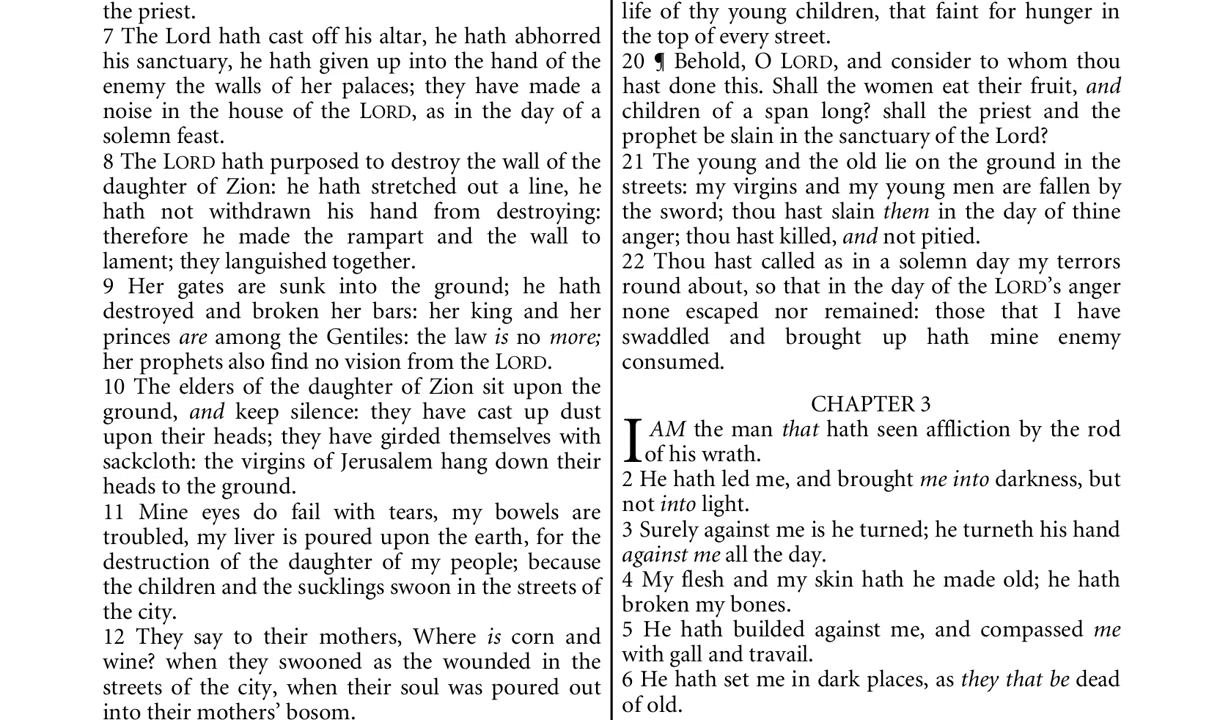 the priest.
7 The Lord hath cast off his altar, he hath abhorred
his sanctuary, he hath given up into the hand of the
enemy the walls of her palaces; they have made a
noise in the house of the LORD, as in the day of a
solemn feast.
8 The LORD hath purposed to destroy the wall of the
daughter of Zion: he hath stretched out a line, he
hath not withdrawn his hand from destroying:
therefore he made the rampart and the wall to
lament; they languished together.
9 Her gates are sunk into the ground; he hath
destroyed and broken her bars: her king and her
princes are among the Gentiles: the law is no more;
her prophets also find no vision from the LORD.
10 The elders of the daughter of Zion sit upon the
ground, and keep silence: they have cast up dust
upon their heads; they have girded themselves with
sackcloth: the virgins of Jerusalem hang down their
heads to the ground.
11 Mine eyes do fail with tears, my bowels are
troubled, my liver is poured upon the earth, for the
destruction of the daughter of my people; because
the children and the sucklings swoon in the streets of
the city.
12 They say to their mothers, Where is corn and
wine? when they swooned as the wounded in the
streets of the city, when their soul was poured out
into their mothers’ bosom.
life of thy young children, that faint for hunger in
the top of every street.
20 ¶ Behold, O LORD, and consider to whom thou
hast done this. Shall the women eat their fruit, and
children of a span long? shall the priest and the
prophet be slain in the sanctuary of the Lord?
21 The young and the old lie on the ground in the
streets: my virgins and my young men are fallen by
the sword; thou hast slain them in the day of thine
anger; thou hast killed, and not pitied.
22 Thou hast called as in a solemn day my terrors
round about, so that in the day of the LORD’s anger
none escaped nor remained: those that I have
swaddled and brought up hath mine enemy
consumed.
CHAPTER 3
I AM the man that hath seen affliction by the rod
of his wrath.
2 He hath led me, and brought me into darkness, but
not into light.
3 Surely against me is he turned; he turneth his hand
against me all the day.
4 My flesh and my skin hath he made old; he hath
broken my bones.
5 He hath builded against me, and compassed me
with gall and travail.
6 He hath set me in dark places, as they that be dead
of old.